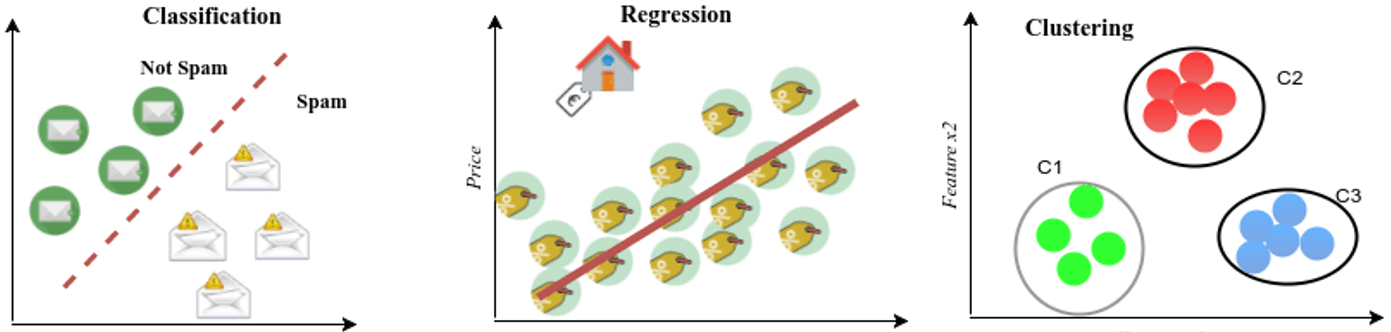 Classification
Not Spam
Spam
Regression
Price
€
Clustering
Feature x2
C1
C2
C3